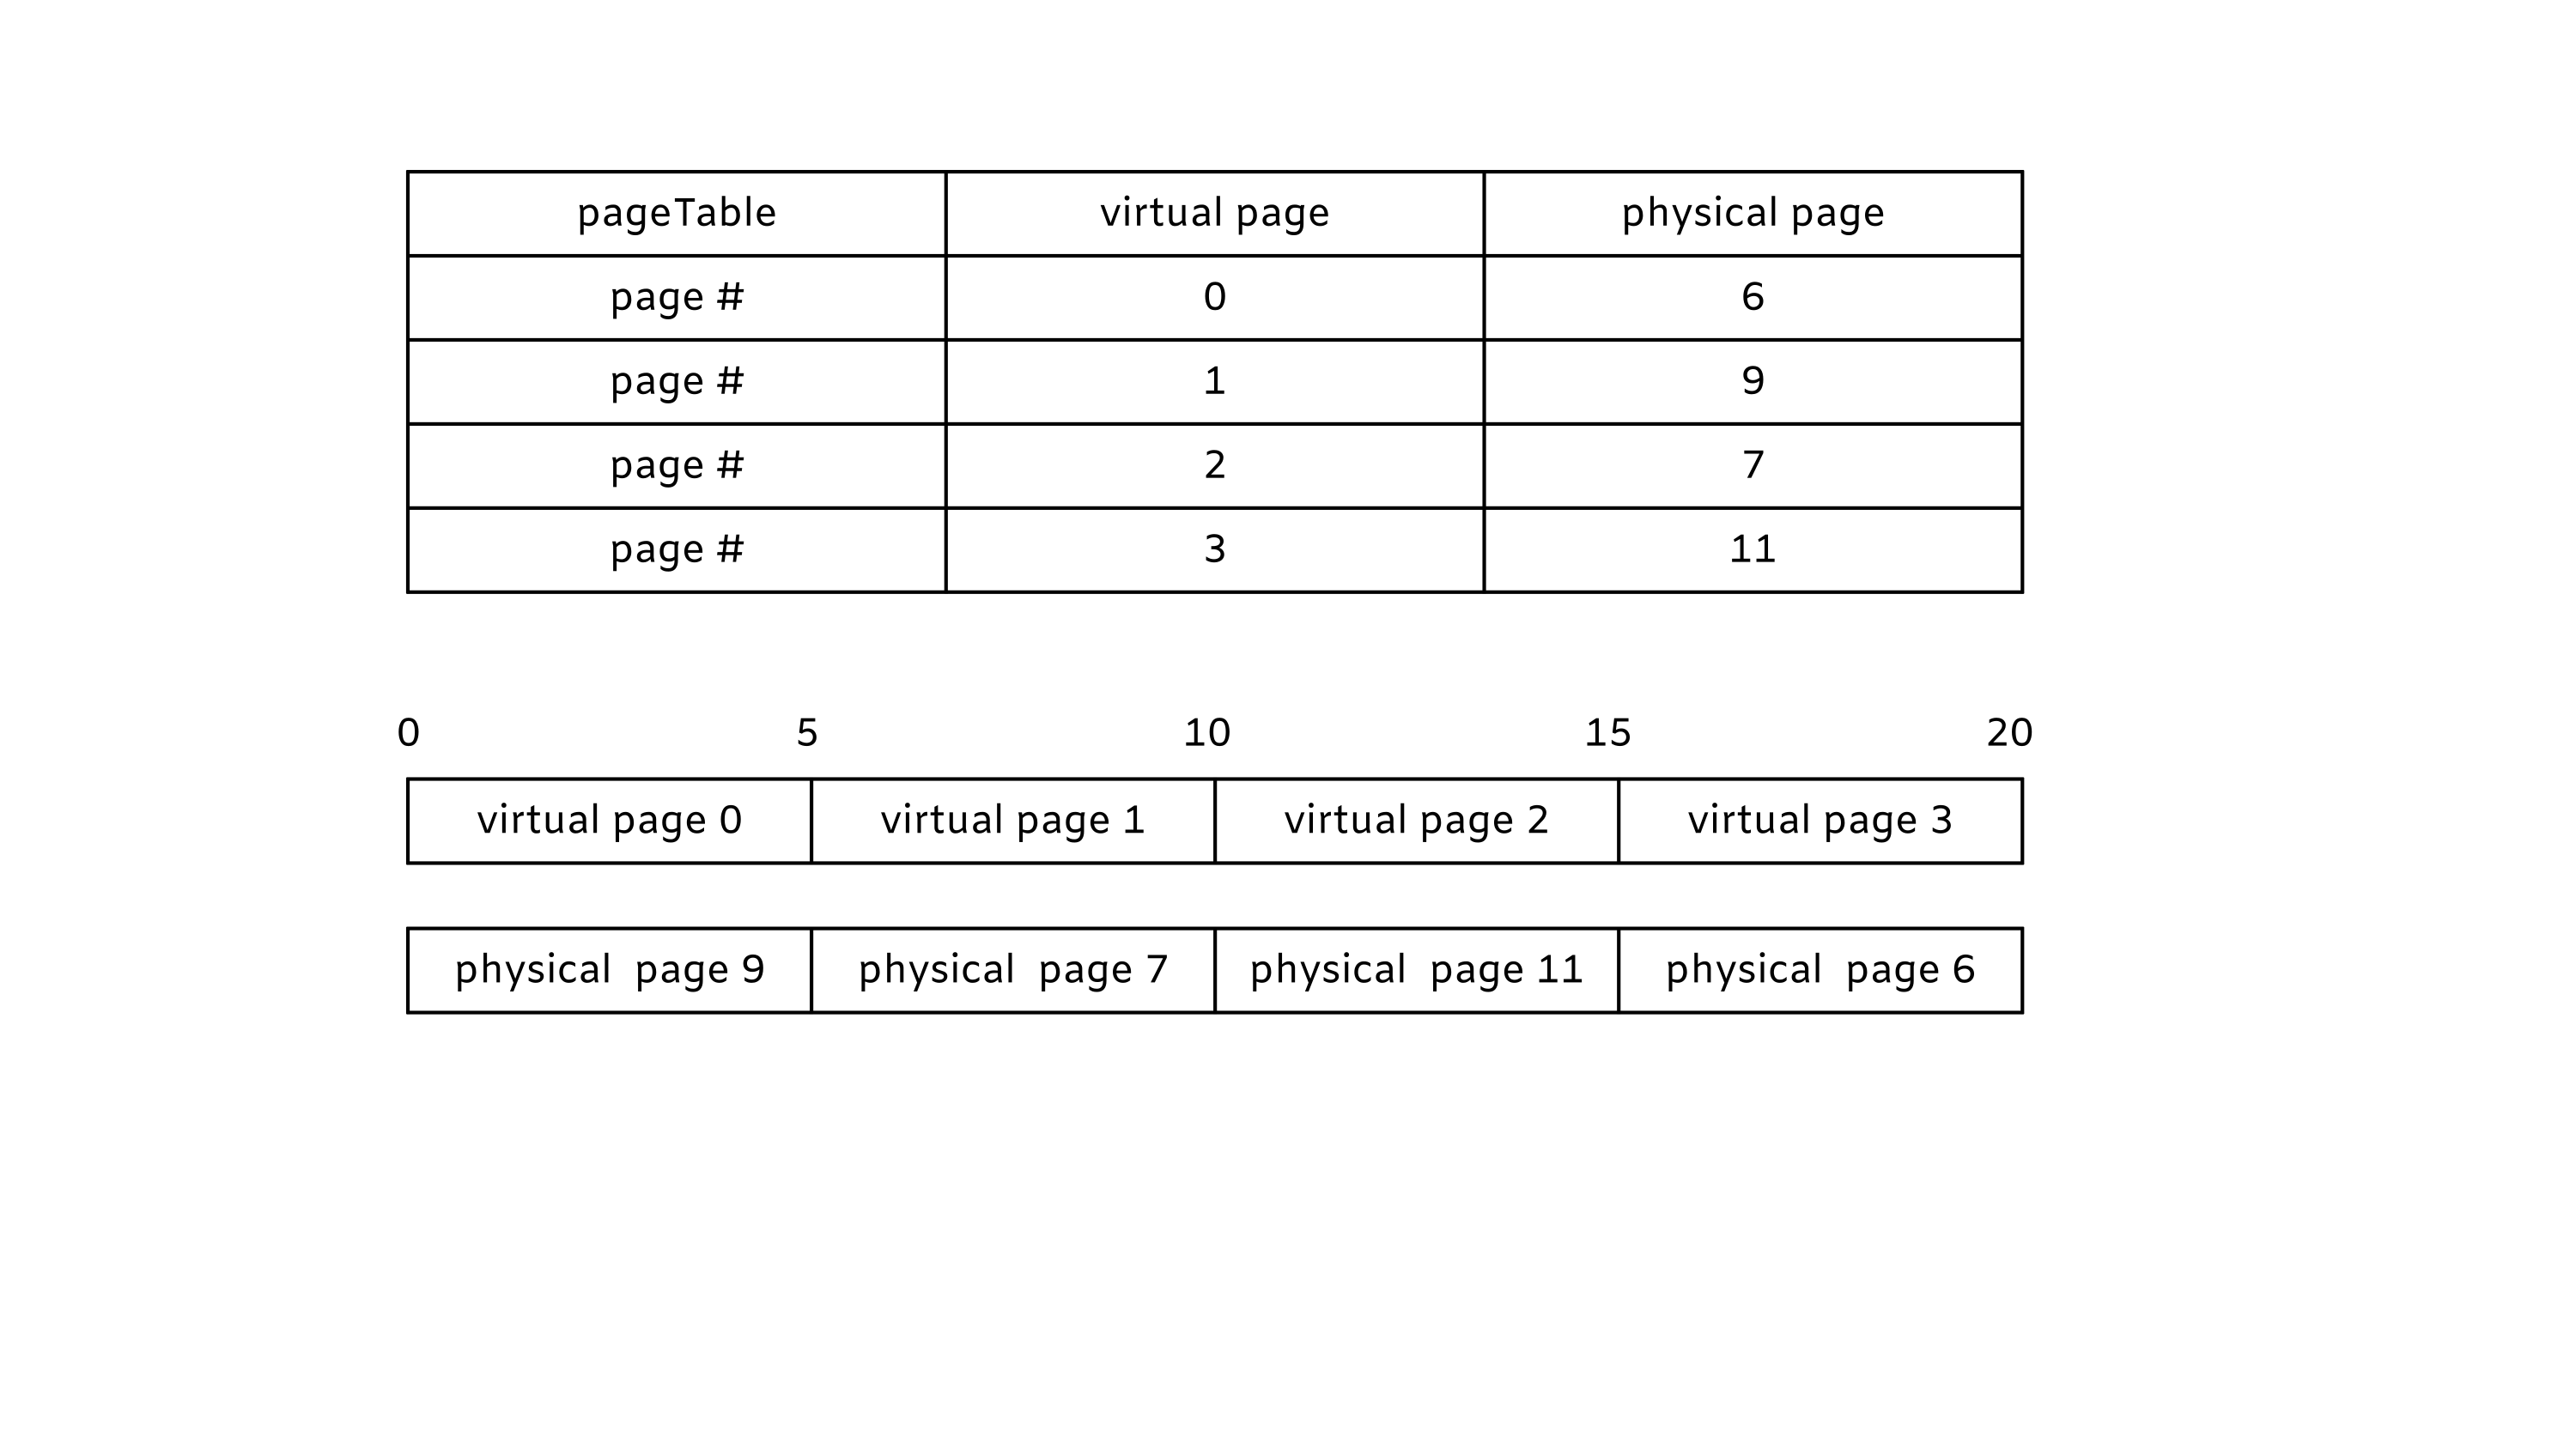 pageTable virtual page physical page
page # 0 6
page # 1 9
page # 2 7
page # 3 11
0 5 10 15 20
virtual page 0 virtual page 1 virtual page 2 virtual page 3
physical page 9 physical page 7 physical page 11 physical page 6